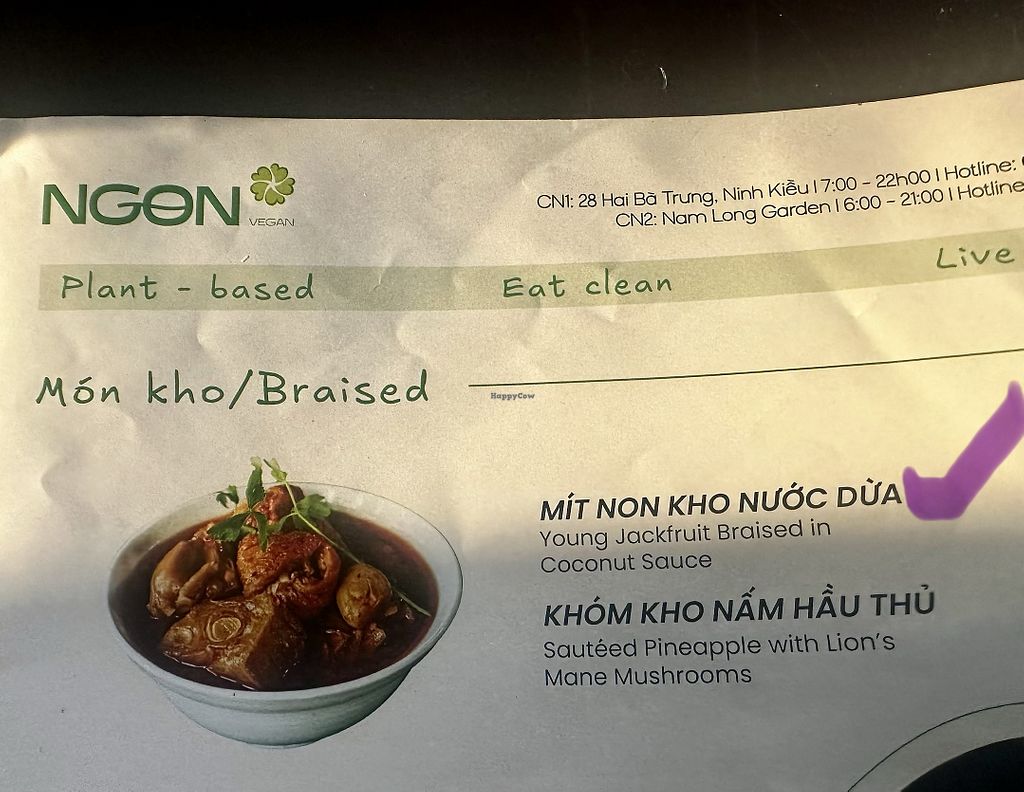 NGON
VEGAN
CN1: 28 Hai Bà Trưng, Ninh Kiều | 7:00 - 22h00 | Hotline:
CN2: Nam Long Garden | 6:00 - 21:00 | Hotline
Plant - based
Eat clean
Live
Món kho/Braised
HappyCow
MÍT NON KHO NƯỚC DỪA
Young Jackfruit Braised in
Coconut Sauce
KHÓM KHO NẤM HẦU THỦ
Sautéed Pineapple with Lion's
Mane Mushrooms